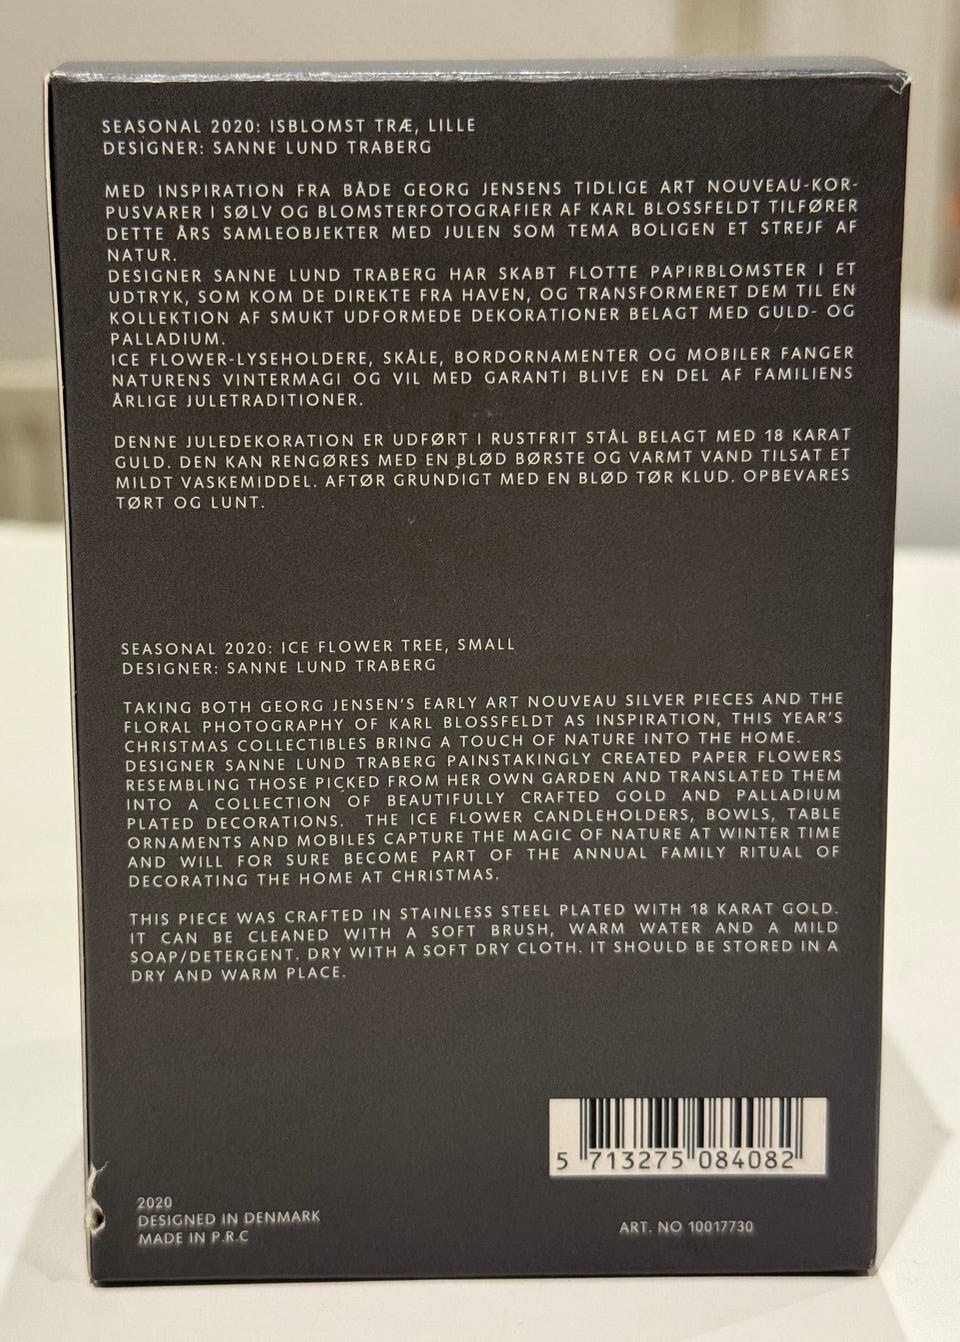 SEASONAL 2020: ISBLOMST TRÆ, LILLE
DESIGNER: SANNE LUND TRABERG
MED INSPIRATION FRA BÅDE GEORG JENSENS TIDLIGE ART NOUVEAU-KOR-
PUSVARER I SØLV OG BLOMSTERFOTOGRAFIER AF KARL BLOSSFELDT TILFØRER
DETTE ÅRS SAMLEOBJEKTER MED JULEN SOM TEMA BOLIGEN ET STREJF AF
NATUR.
DESIGNER SANNE LUND TRABERG HAR SKABT FLOTTE PAPIRBLOMSTER I ET
UDTRYK, SOM KOM DE DIREKTE FRA HAVEN, OG TRANSFORMERET DEM TIL EN
KOLLEKTION AF SMUKT UDFORMEDE DEKORATIONER BELAGT MED GULD- OG
PALLADIUM.
ICE FLOWER-LYSEHOLDERE, SKÅLE, BORDORNAMENTER OG MOBILER FANGER
NATURENS VINTERMAGI OG VIL MED GARANTI BLIVE EN DEL AF FAMILIENS
ÅRLIGE JULETRADITIONER.
DENNE JULEDEKORATION ER UDFØRT I RUSTFRIT STÅL BELAGT MED 18 KARAT
GULD. DEN KAN RENGØRES MED EN BLØD BØRSTE OG VARMT VAND TILSAT ET
MILDT VASKEMIDDEL. AFTØR GRUNDIGT MED EN BLØD TØR KLUD. OPBEVARES
TØRT OG LUNT.
SEASONAL 2020: ICE FLOWER TREE, SMALL
DESIGNER: SANNE LUND TRABERG
TAKING BOTH GEORG JENSEN'S EARLY ART NOUVEAU SILVER PIECES AND THE
FLORAL PHOTOGRAPHY OF KARL BLOSSFELDT AS INSPIRATION, THIS YEAR'S
CHRISTMAS COLLECTIBLES BRING A TOUCH OF NATURE INTO THE HOME.
DESIGNER SANNE LUND TRABERG PAINSTAKINGLY CREATED PAPER FLOWERS
RESEMBLING THOSE PICKED FROM HER OWN GARDEN AND TRANSLATED THEM
INTO A COLLECTION OF BEAUTIFULLY CRAFTED GOLD AND PALLADIUM
PLATED DECORATIONS. THE ICE FLOWER CANDLEHOLDERS, BOWLS, TABLE
ORNAMENTS AND MOBILES CAPTURE THE MAGIC OF NATURE AT WINTER TIME
AND WILL FOR SURE BECOME PART OF THE ANNUAL FAMILY RITUAL OF
DECORATING THE HOME AT CHRISTMAS.
THIS PIECE WAS CRAFTED IN STAINLESS STEEL PLATED WITH 18 KARAT GOLD.
IT CAN BE CLEANED WITH A SOFT BRUSH, WARM WATER AND A MILD
SOAP/DETERGENT. DRY WITH A SOFT DRY CLOTH. IT SHOULD BE STORED IN A
DRY AND WARM PLACE.
5 713275 084082
2020
DESIGNED IN DENMARK
MADE IN P.R.C
ART. NO 10017730